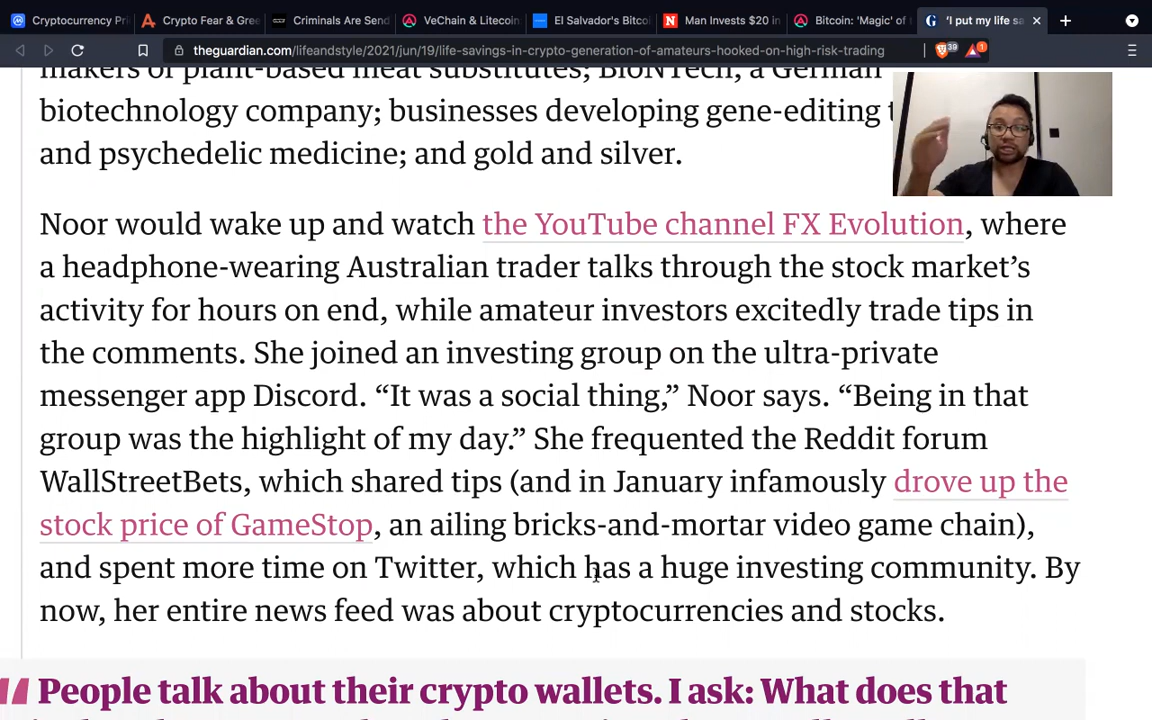 Cryptocurrency Pri
Crypto Fear & Gre
Criminals Are Send
VeChain & Litecoin
El Salvador's Bitco
Man Invests $20 in
Bitcoin: 'Magic' of
'I put my life sa
theguardian.com/lifeandstyle/2021/jun/19/life-savings-in-crypto-generation-of-amateurs-hooked-on-high-risk-trading
39
1
makers of plant-based meat substitutes; BioNTech, a German
biotechnology company; businesses developing gene-editing
and psychedelic medicine; and gold and silver.
Noor would wake up and watch the YouTube channel FX Evolution, where
a headphone-wearing Australian trader talks through the stock market’s
activity for hours on end, while amateur investors excitedly trade tips in
the comments. She joined an investing group on the ultra-private
messenger app Discord. “It was a social thing,” Noor says. “Being in that
group was the highlight of my day.” She frequented the Reddit forum
WallStreetBets, which shared tips (and in January infamously drove up the
stock price of GameStop, an ailing bricks-and-mortar video game chain),
and spent more time on Twitter, which has a huge investing community. By
now, her entire news feed was about cryptocurrencies and stocks.
People talk about their crypto wallets. I ask: What does that